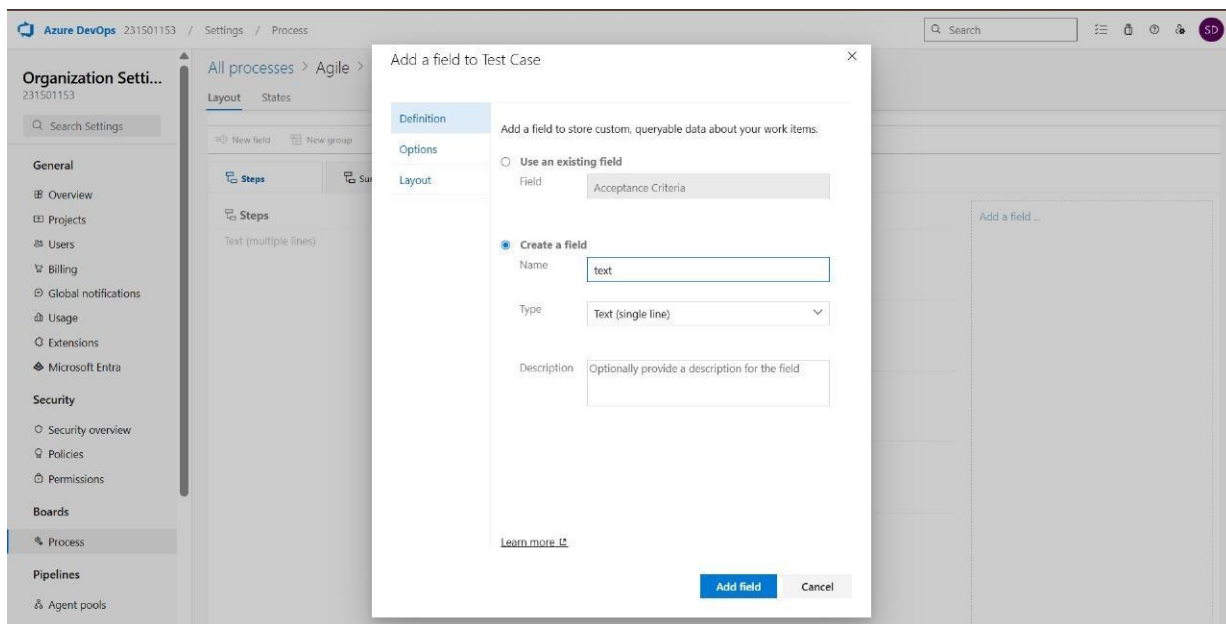 Azure DevOps 231501153 / Settings / Process
Search
SD
Organization Setti...
231501153
Search Settings
General
Overview
Projects
Users
Billing
Global notifications
Usage
Extensions
Microsoft Entra
Security
Security overview
Policies
Permissions
Boards
Process
Pipelines
Agent pools
All processes > Agile >
Layout States
New field New group
Steps
Steps
Text (multiple lines)
Add a field to Test Case
Definition
Options
Layout
Add a field to store custom, queryable data about your work items.
Use an existing field
Field Acceptance Criteria
Create a field
Name text
Type Text (single line)
Description Optionally provide a description for the field
Learn more
Add field Cancel
Add a field ...